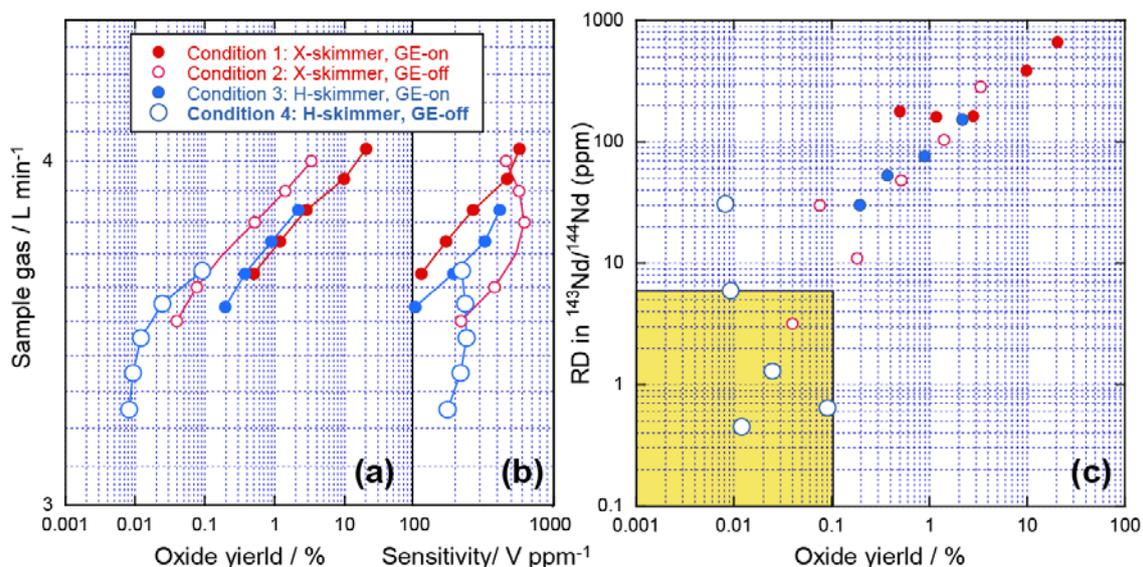 Condition 1: X-skimmer, GE-on
Condition 2: X-skimmer, GE-off
Condition 3: H-skimmer, GE-on
Condition 4: H-skimmer, GE-off
Sample gas / L min⁻¹
4
3
(a)
(b)
0.001 0.01 0.1 1 10 100 1000
Oxide yierld / %
Sensitivity/ V ppm⁻¹
RD in ¹⁴³Nd/¹⁴⁴Nd (ppm)
1000
100
10
1
0.1
(c)
0.001 0.01 0.1 1 10 100
Oxide yierld / %